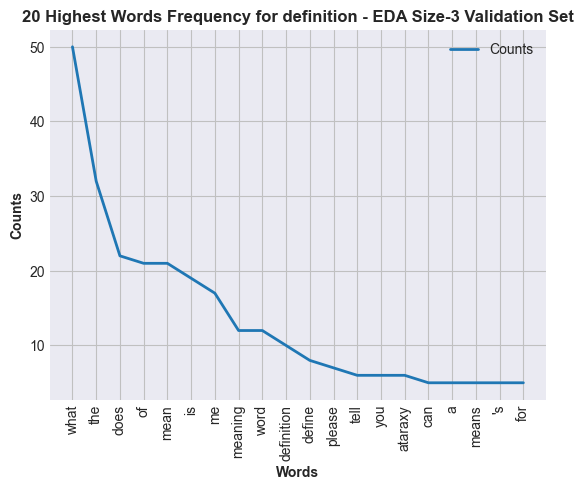 20 Highest Words Frequency for definition - EDA Size-3 Validation Set
Counts
50
40
30
20
10
Counts
what
the
does
of
mean
is
me
meaning
word
definition
define
please
tell
you
ataraxy
can
a
means
's
for
Words